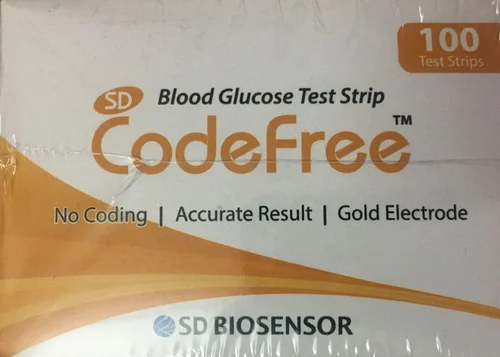 100
Test Strips
SD Blood Glucose Test Strip
CodeFree™
No Coding | Accurate Result | Gold Electrode
SD BIOSENSOR